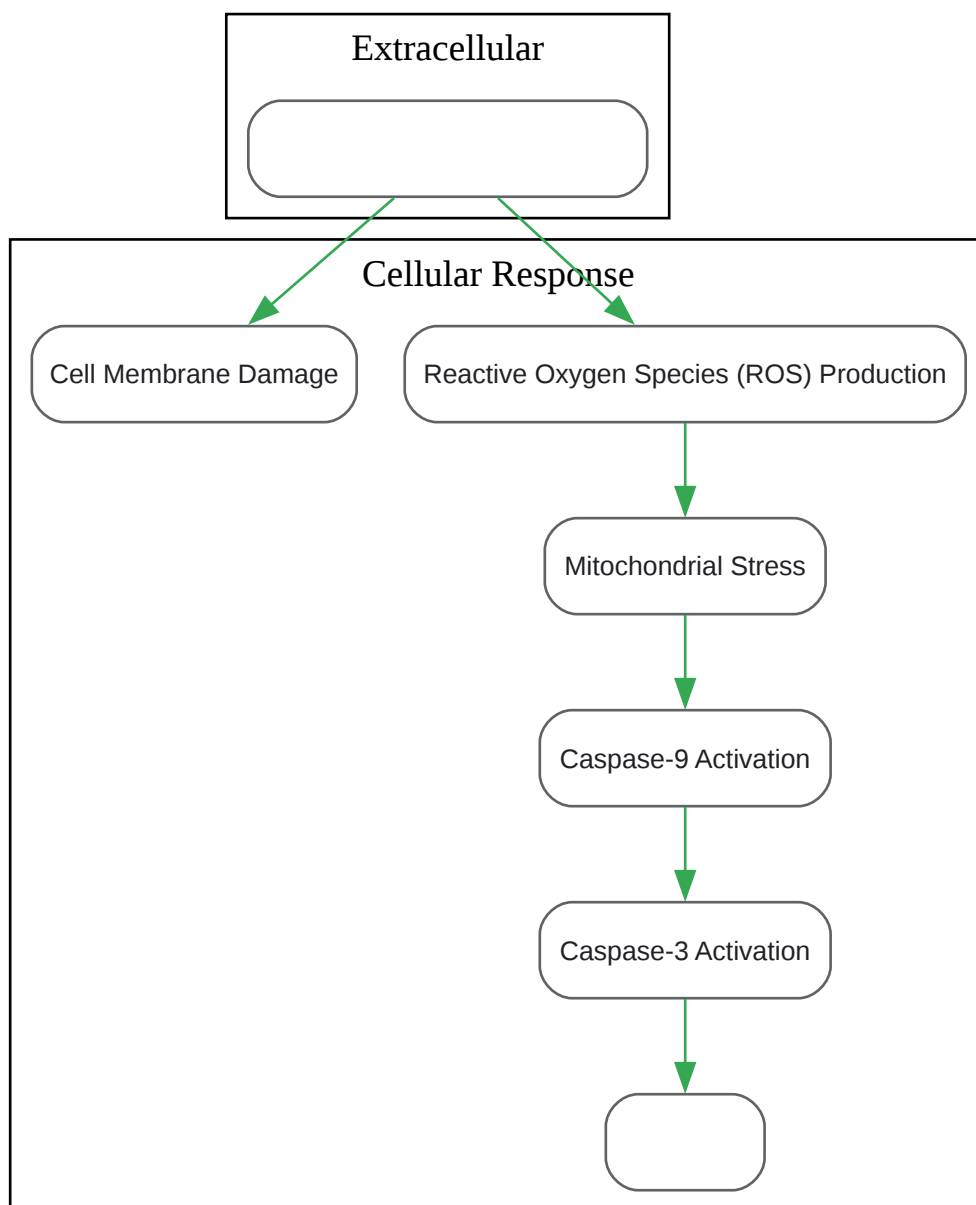 Extracellular
Cellular Response
Cell Membrane Damage
Reactive Oxygen Species (ROS) Production
Mitochondrial Stress
Caspase-9 Activation
Caspase-3 Activation